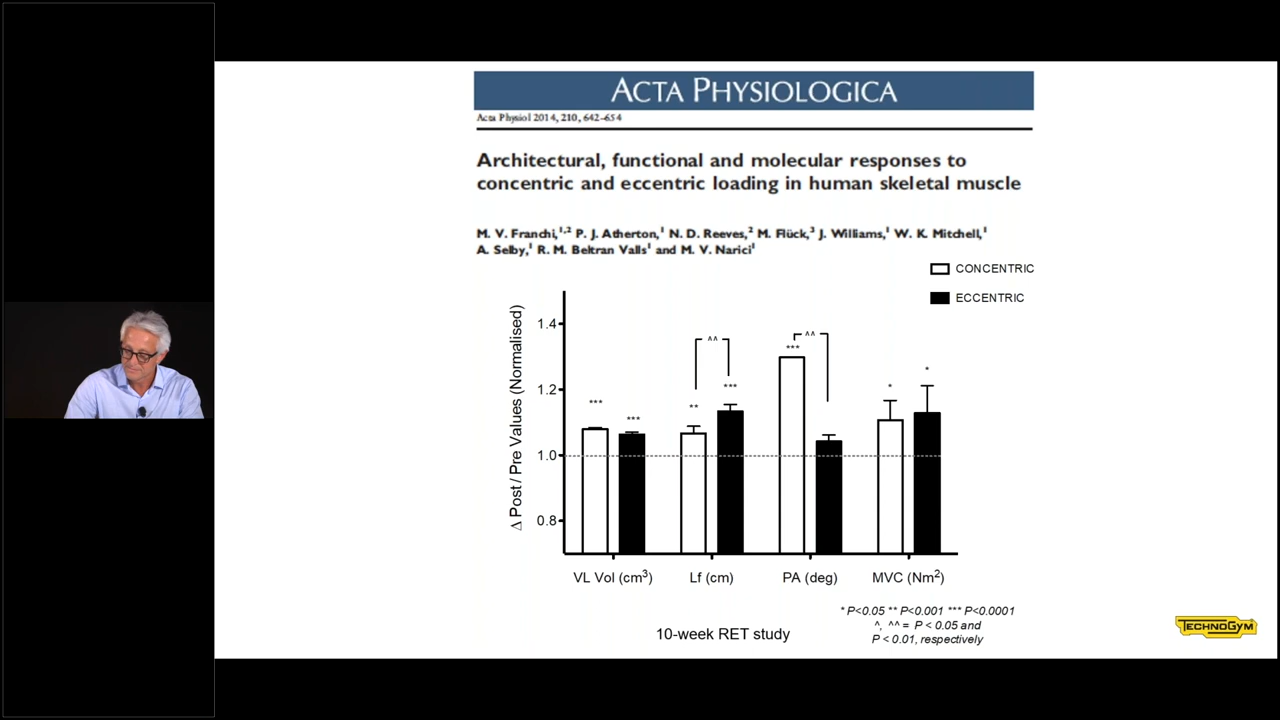 ACTA PHYSIOLOGICA
Acta Physiol 2014, 210, 642–654
Architectural, functional and molecular responses to
concentric and eccentric loading in human skeletal muscle
M. V. Franchi,1,2 P. J. Atherton,1 N. D. Reeves,2 M. Flück,3 J. Williams,1 W. K. Mitchell,1
A. Selby,1 R. M. Beltran Valls1 and M. V. Narici1
CONCENTRIC
ECCENTRIC
Δ Post / Pre Values (Normalised)
1.4
1.2
1.0
0.8
***
***
**
^^
***
***
^^
*
*
VL Vol (cm3)
Lf (cm)
PA (deg)
MVC (Nm2)
* P<0.05 ** P<0.001 *** P<0.0001
^, ^^ = P < 0.05 and
P < 0.01, respectively
10-week RET study
TECHNOGYM